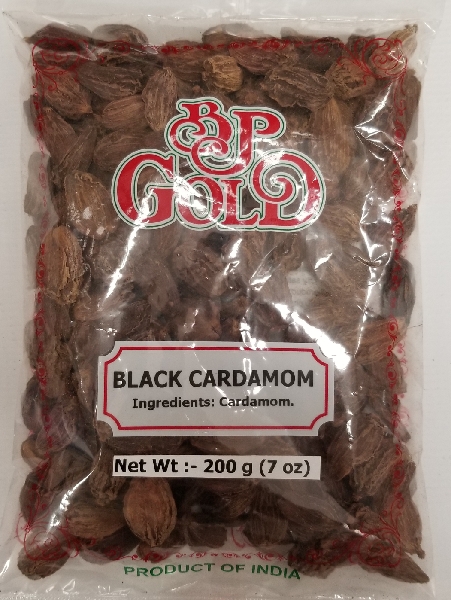 BP
GOLD
BLACK CARDAMOM
Ingredients: Cardamom.
Net Wt :- 200 g (7 oz)
PRODUCT OF INDIA